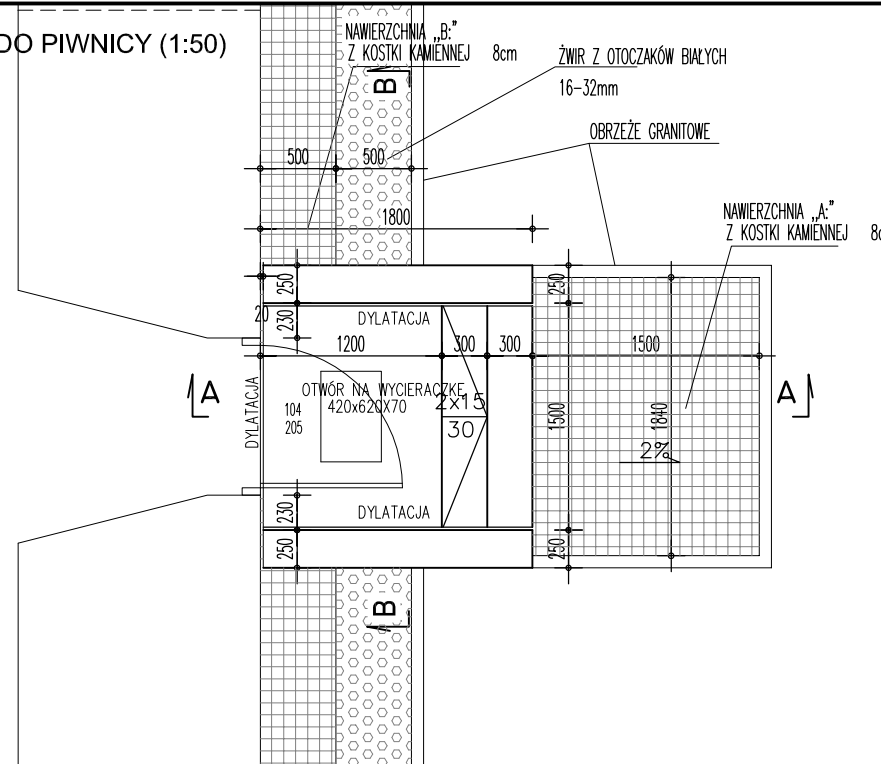 DO PIWNICY (1:50)
NAWIERZCHNIA „B:”
Z KOSTKI KAMIENNEJ 8cm
ŻWIR Z OTOCZAKÓW BIAŁYCH
16-32mm
B
OBRZEŻE GRANITOWE
500
500
NAWIERZCHNIA „A:”
Z KOSTKI KAMIENNEJ
1800
250
250
20
230
DYLATACJA
1200
300
300
1500
A
A
OTWÓR NA WYCIERACZKĘ
420x620X70
104
205
2x15
30
DYLATACJA
1500
1840
2%
230
DYLATACJA
250
250
B